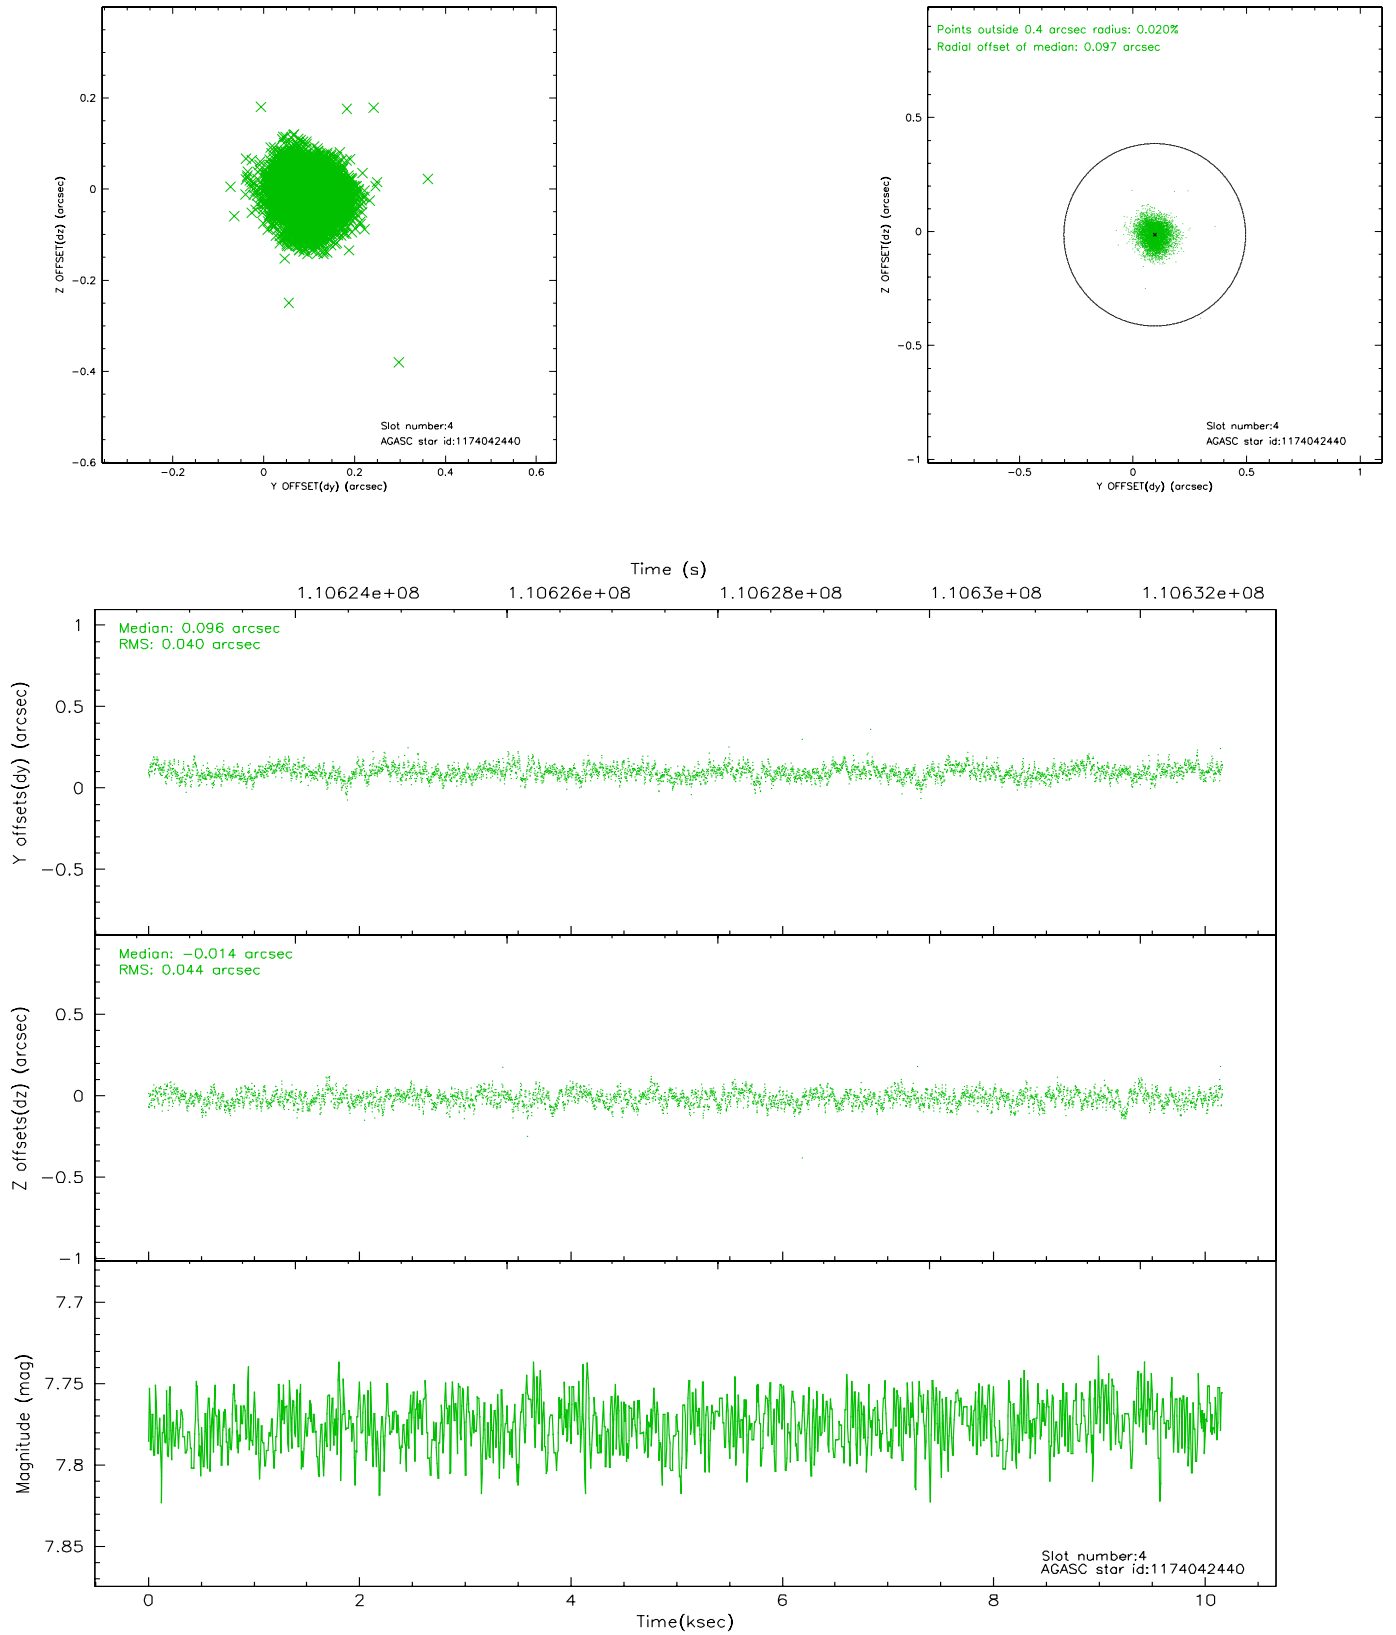 0.2
0
−0.2
−0.4
−0.6
Z OFFSET(dz) (arcsec)
Slot number:4
AGASC star id:1174042440
−0.2
0
0.2
0.4
0.6
Y OFFSET(dy) (arcsec)
Points outside 0.4 arcsec radius: 0.020%
Radial offset of median: 0.097 arcsec
0.5
0
−0.5
−1
Z OFFSET(dz) (arcsec)
Slot number:4
AGASC star id:1174042440
−0.5
0
0.5
1
Y OFFSET(dy) (arcsec)
Time (s)
1.10624e+08
1.10626e+08
1.10628e+08
1.1063e+08
1.10632e+08
Median: 0.096 arcsec
RMS: 0.040 arcsec
1
0.5
0
−0.5
Y offsets(dy) (arcsec)
Median: −0.014 arcsec
RMS: 0.044 arcsec
0.5
0
−0.5
−1
Z offsets(dz) (arcsec)
7.7
7.75
7.8
7.85
Magnitude (mag)
Slot number:4
AGASC star id:1174042440
0
2
4
6
8
10
Time(ksec)